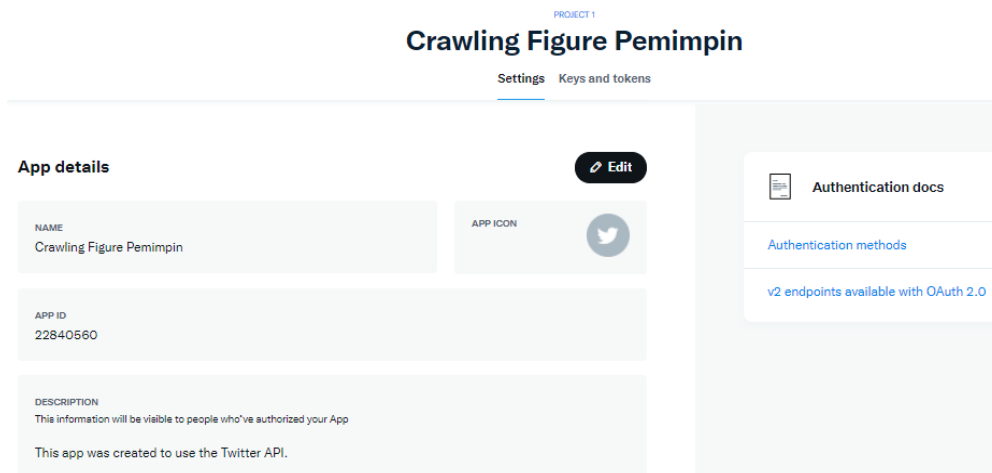 PROJECT 1
Crawling Figure Pemimpin
Settings Keys and tokens
App details
Edit
NAME
Crawling Figure Pemimpin
APP ICON
APP ID
22840560
DESCRIPTION
This information will be visible to people who've authorized your App
This app was created to use the Twitter API.
Authentication docs
Authentication methods
v2 endpoints available with OAuth 2.0